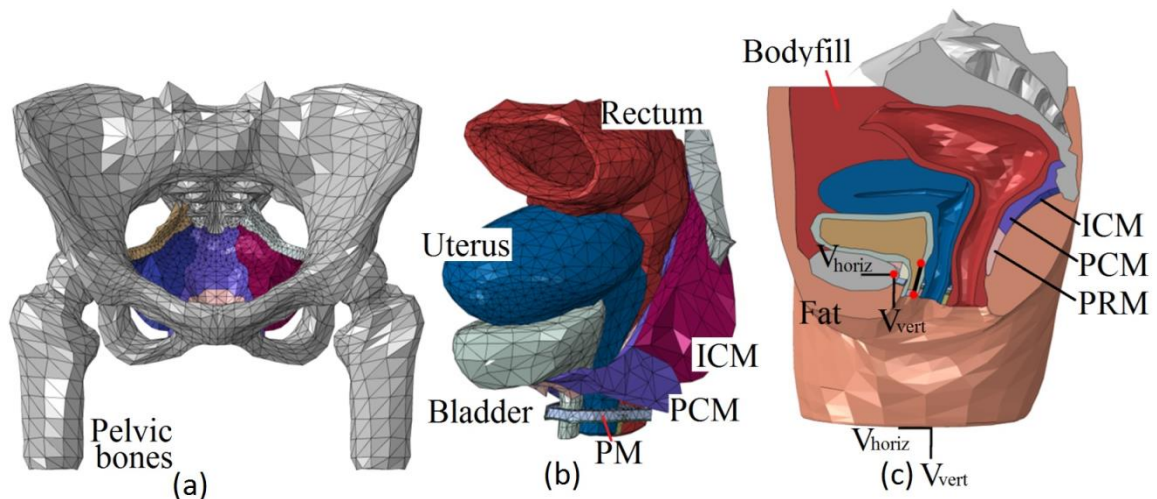 Pelvic
bones
(a)
Rectum
Uterus
ICM
Bladder
PCM
PM
(b)
Bodyfill
ICM
PCM
PRM
Vhoriz
Fat
Vvert
Vhoriz
Vvert
(c)